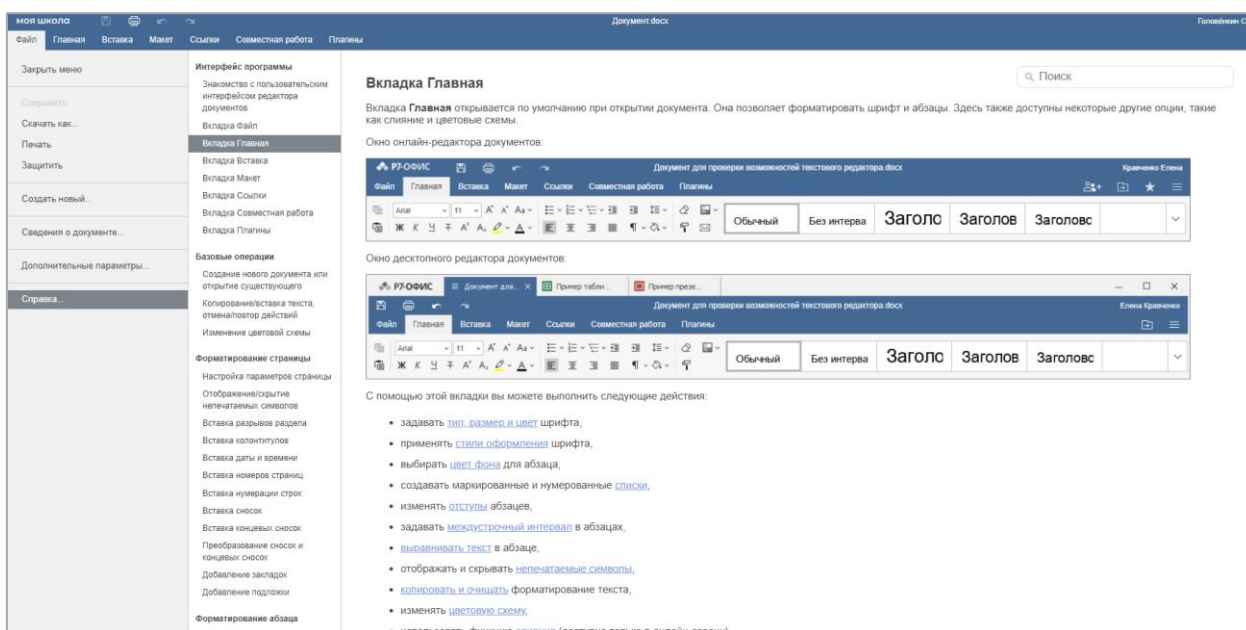 моя школа
Документ.docx
Головёнкин С
Файл Главная Вставка Макет Ссылки Совместная работа Плагины
Закрыть меню
Сохранить
Скачать как...
Печать
Защитить
Создать новый...
Сведения о документе...
Дополнительные параметры...
Справка...
Интерфейс программы
Знакомство с пользовательским
интерфейсом редактора
документов
Вкладка Файл
Вкладка Главная
Вкладка Вставка
Вкладка Макет
Вкладка Ссылки
Вкладка Совместная работа
Вкладка Плагины
Базовые операции
Создание нового документа или
открытие существующего
Копирование/вставка текста,
отмена/повтор действий
Изменение цветовой схемы
Форматирование страницы
Настройка параметров страницы
Отображение/скрытие
непечатаемых символов
Вставка разрывов раздела
Вставка колонтитулов
Вставка даты и времени
Вставка номеров страниц
Вставка нумерации строк
Вставка сносок
Вставка концевых сносок
Преобразование сносок и
концевых сносок
Добавление закладок
Добавление подложки
Форматирование абзаца
Поиск
Вкладка Главная
Вкладка Главная открывается по умолчанию при открытии документа. Она позволяет форматировать шрифт и абзацы. Здесь также доступны некоторые другие опции, такие
как слияние и цветовые схемы.
Окно онлайн-редактора документов:
Р7-ОФИС
Документ для проверки возможностей текстового редактора.docx
Кравченко Елена
Файл Главная Вставка Макет Ссылки Совместная работа Плагины
Arial 11
Ж К Ч
Обычный Без интерва Заголо Заголов Заголовс
Окно десктопного редактора документов:
Р7-ОФИС Документ для... Пример табли... Пример презе...
Документ для проверки возможностей текстового редактора.docx
Елена Кравченко
Файл Главная Вставка Макет Ссылки Совместная работа Плагины
Arial 11
Ж К Ч
Обычный Без интерва Заголо Заголов Заголовс
С помощью этой вкладки вы можете выполнить следующие действия:
• задавать тип, размер и цвет шрифта,
• применять стили оформления шрифта,
• выбирать цвет фона для абзаца,
• создавать маркированные и нумерованные списки,
• изменять отступы абзацев,
• задавать междустрочный интервал в абзацах,
• выравнивать текст в абзаце,
• отображать и скрывать непечатаемые символы,
• копировать и очищать форматирование текста,
• изменять цветовую схему,